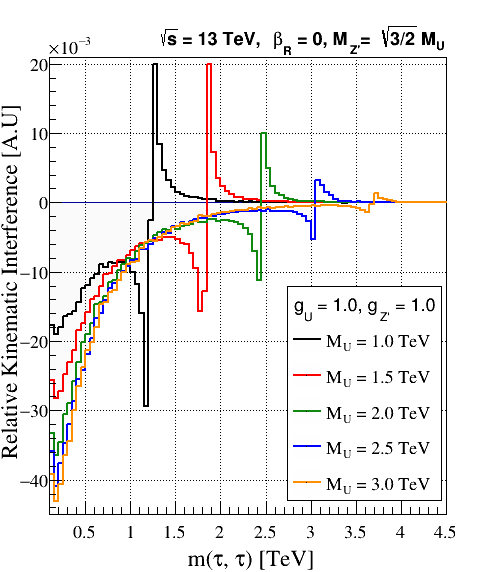 √s = 13 TeV, β_R = 0, M_Z'= √3/2 M_U
×10⁻³
Relative Kinematic Interference [A.U]
20
10
0
−10
−20
−30
−40
g_U = 1.0, g_Z' = 1.0
M_U = 1.0 TeV
M_U = 1.5 TeV
M_U = 2.0 TeV
M_U = 2.5 TeV
M_U = 3.0 TeV
0.5 1 1.5 2 2.5 3 3.5 4 4.5
m(τ, τ) [TeV]